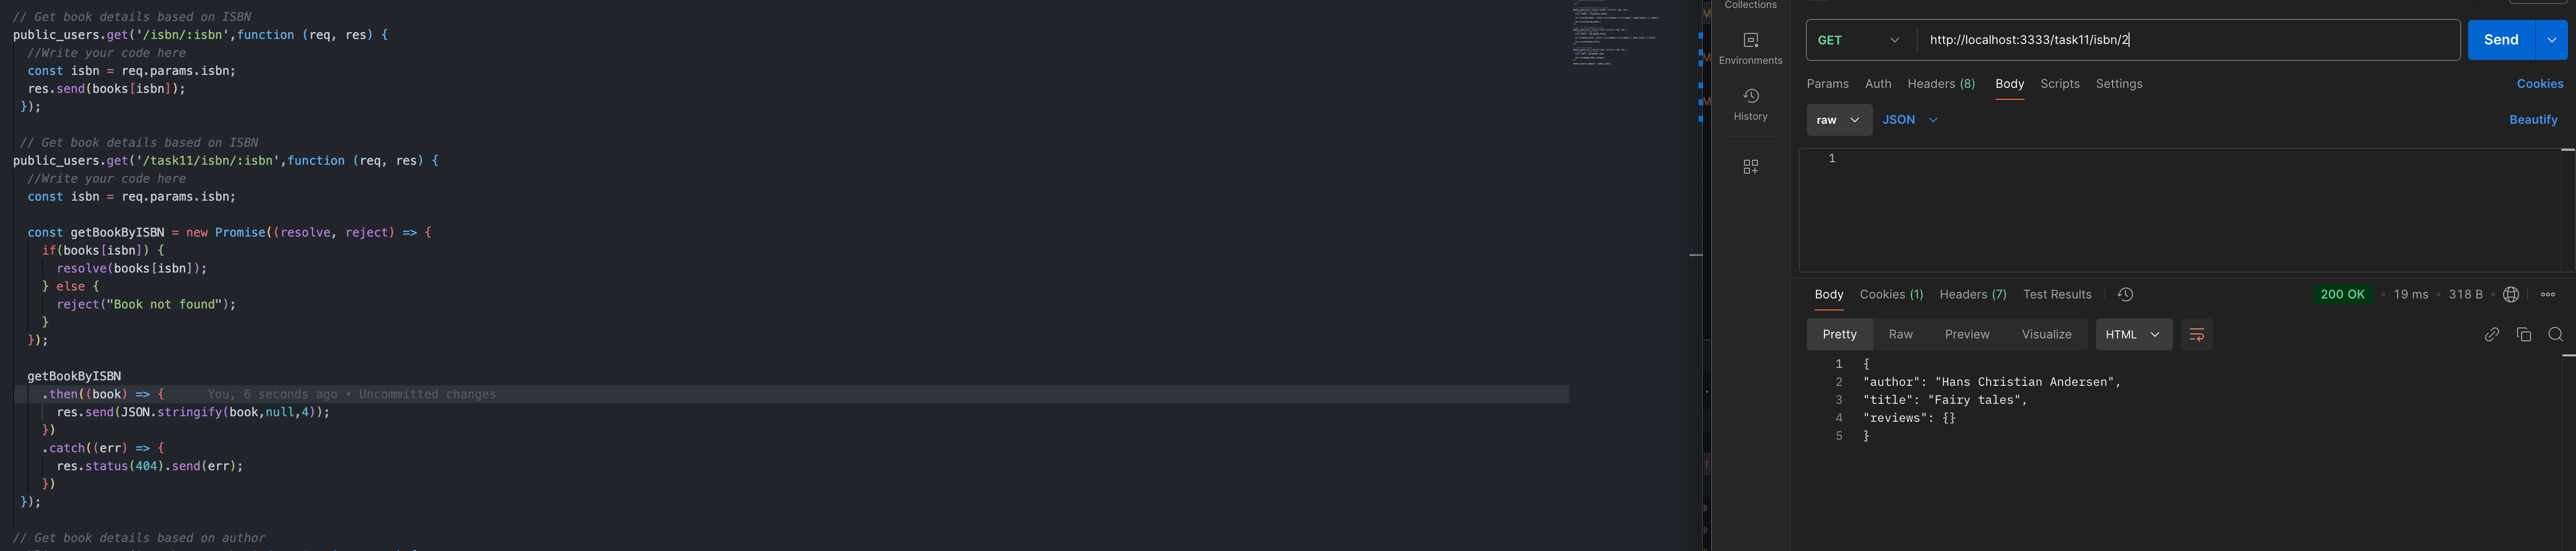 // Get book details based on ISBN
public_users.get('/isbn/:isbn',function (req, res) {
  //Write your code here
  const isbn = req.params.isbn;
  res.send(books[isbn]);
 });
 // Get book details based on ISBN
public_users.get('/task11/isbn/:isbn',function (req, res) {
  //Write your code here
  const isbn = req.params.isbn;
  const getBookByISBN = new Promise((resolve, reject) => {
    if(books[isbn]) {
      resolve(books[isbn]);
    } else {
      reject("Book not found");
    }
  });
  getBookByISBN
    .then((book) => {      You, 6 seconds ago • Uncommitted changes
      res.send(JSON.stringify(book,null,4));
    })
    .catch((err) => {
      res.status(404).send(err);
    })
 });
// Get book details based on author
Collections
Environments
History
GET http://localhost:3333/task11/isbn/2 Send
Params Auth Headers (8) Body Scripts Settings Cookies
raw JSON Beautify
1
Body Cookies (1) Headers (7) Test Results 200 OK • 19 ms • 318 B
Pretty Raw Preview Visualize HTML
1 {
2 "author": "Hans Christian Andersen",
3 "title": "Fairy tales",
4 "reviews": {}
5 }